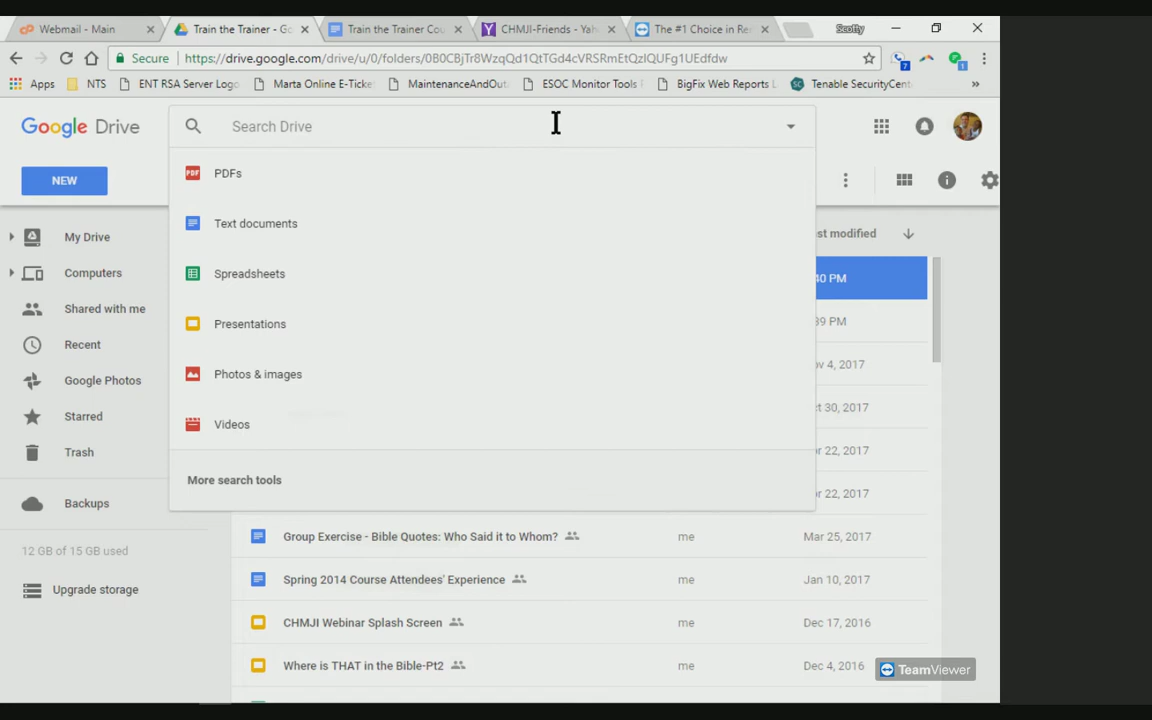 Webmail - Main
Train the Trainer - Go
Train the Trainer Cou
CHMJI-Friends - Yah
The #1 Choice in Re
Scotty
Secure
https://drive.google.com/drive/u/0/folders/0B0CBjTr8WzqQd1QtTGd4cVRSRmEtQzlQUFg1UEdfdw
7
1
Apps
NTS
ENT RSA Server Logo
Marta Online E-Ticke
MaintenanceAndOut
ESOC Monitor Tools
BigFix Web Reports L
Tenable SecurityCent
»
Google Drive
Search Drive
NEW
PDF
PDFs
Text documents
Spreadsheets
Presentations
Photos & images
Videos
More search tools
My Drive
Computers
Shared with me
Recent
Google Photos
Starred
Trash
Backups
12 GB of 15 GB used
Upgrade storage
st modified
40 PM
39 PM
ov 4, 2017
ct 30, 2017
r 22, 2017
r 22, 2017
Group Exercise - Bible Quotes: Who Said it to Whom? me Mar 25, 2017
Spring 2014 Course Attendees' Experience me Jan 10, 2017
CHMJI Webinar Splash Screen me Dec 17, 2016
Where is THAT in the Bible-Pt2 me Dec 4, 2016
TeamViewer